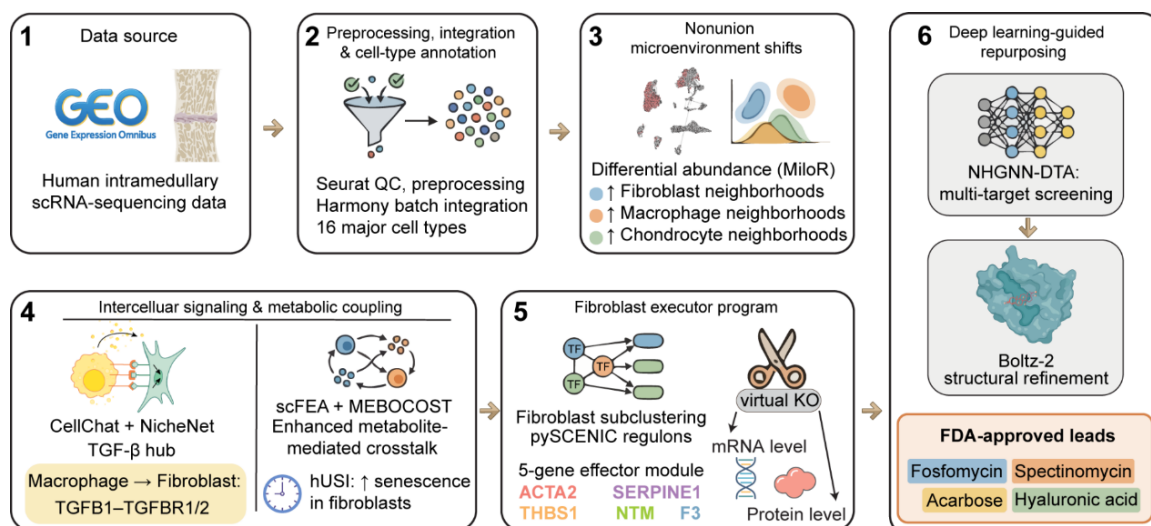 1
Data source
GEO
Gene Expression Omnibus
Human intramedullary
scRNA-sequencing data
2
Preprocessing, integration
& cell-type annotation
Seurat QC, preprocessing
Harmony batch integration
16 major cell types
3
Nonunion
microenvironment shifts
Differential abundance (MiloR)
↑ Fibroblast neighborhoods
↑ Macrophage neighborhoods
↑ Chondrocyte neighborhoods
4
Intercelluar signaling & metabolic coupling
CellChat + NicheNet
TGF-β hub
Macrophage → Fibroblast:
TGFB1–TGFBR1/2
scFEA + MEBOCOST
Enhanced metabolite-
mediated crosstalk
hUSI: ↑ senescence
in fibroblasts
5
Fibroblast executor program
TF
TF
TF
Fibroblast subclustering
pySCENIC regulons
5-gene effector module
ACTA2 SERPINE1
THBS1 NTM F3
virtual KO
mRNA level
Protein level
6
Deep learning-guided
repurposing
NHGNN-DTA:
multi-target screening
Boltz-2
structural refinement
FDA-approved leads
Fosfomycin Spectinomycin
Acarbose Hyaluronic acid